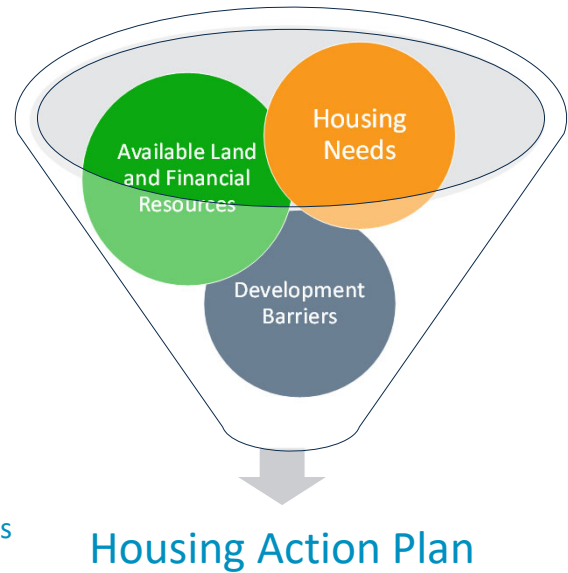 Housing
Needs
Available Land
and Financial
Resources
Development
Barriers
s
Housing Action Plan